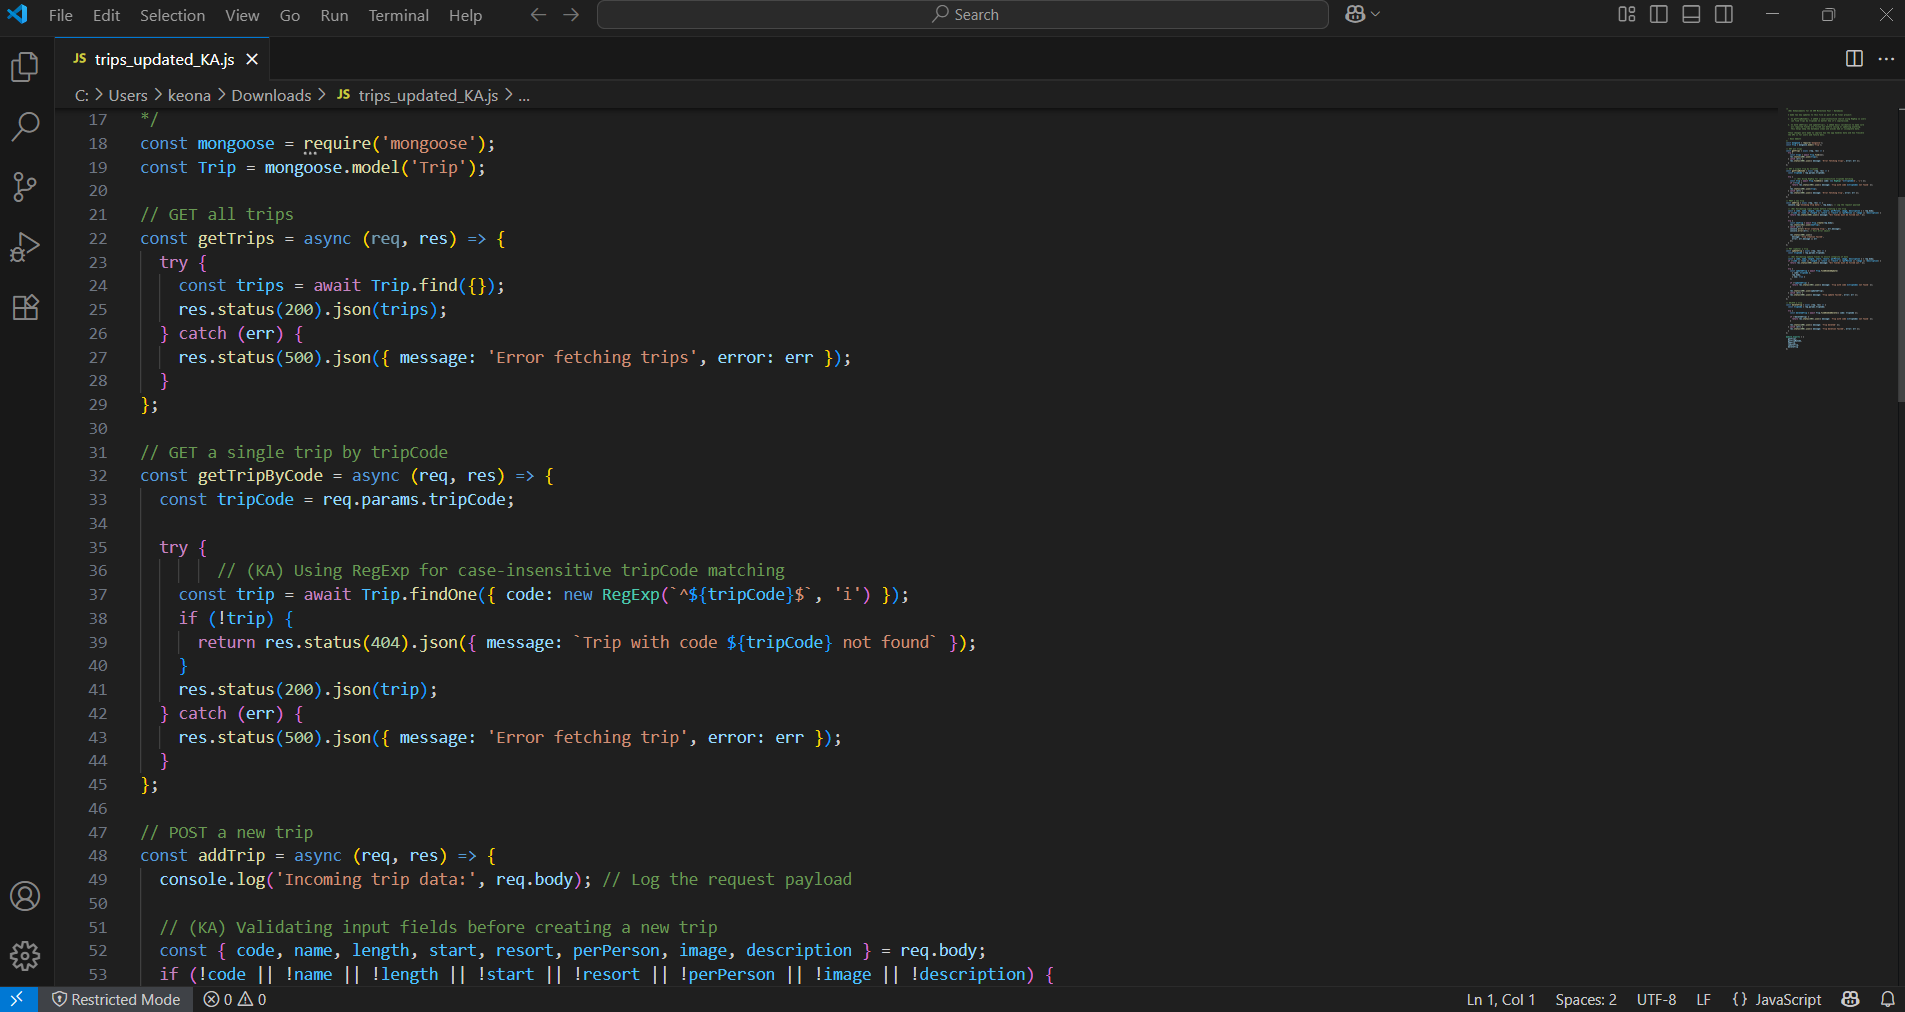 File Edit Selection View Go Run Terminal Help Search
JS trips_updated_KA.js
C: > Users > keona > Downloads > JS trips_updated_KA.js > ...
17 */
18 const mongoose = require('mongoose');
19 const Trip = mongoose.model('Trip');
20
21 // GET all trips
22 const getTrips = async (req, res) => {
23 try {
24 const trips = await Trip.find({});
25 res.status(200).json(trips);
26 } catch (err) {
27 res.status(500).json({ message: 'Error fetching trips', error: err });
28 }
29 };
30
31 // GET a single trip by tripCode
32 const getTripByCode = async (req, res) => {
33 const tripCode = req.params.tripCode;
34
35 try {
36 // (KA) Using RegExp for case-insensitive tripCode matching
37 const trip = await Trip.findOne({ code: new RegExp(`^${tripCode}$`, 'i') });
38 if (!trip) {
39 return res.status(404).json({ message: `Trip with code ${tripCode} not found` });
40 }
41 res.status(200).json(trip);
42 } catch (err) {
43 res.status(500).json({ message: 'Error fetching trip', error: err });
44 }
45 };
46
47 // POST a new trip
48 const addTrip = async (req, res) => {
49 console.log('Incoming trip data:', req.body); // Log the request payload
50
51 // (KA) Validating input fields before creating a new trip
52 const { code, name, length, start, resort, perPerson, image, description } = req.body;
53 if (!code || !name || !length || !start || !resort || !perPerson || !image || !description) {
Restricted Mode 0 0 Ln 1, Col 1 Spaces: 2 UTF-8 LF {} JavaScript